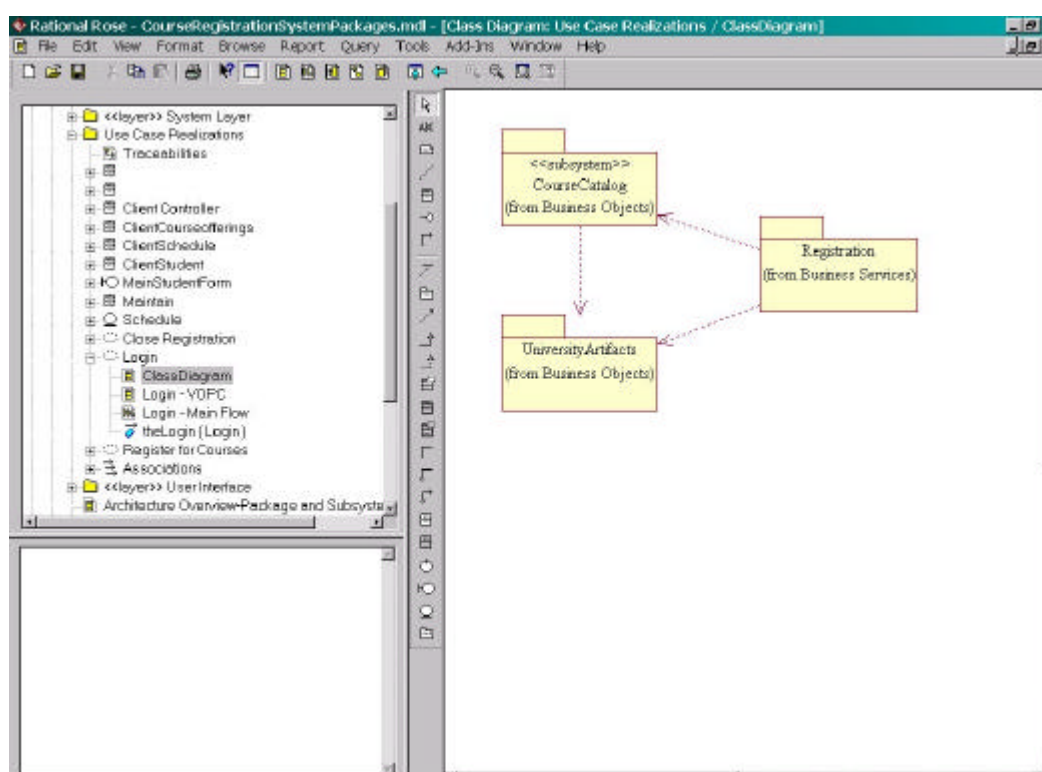 Rational Rose - CourseRegistrationSystemPackages.mdl - [Class Diagram: Use Case Realizations / ClassDiagram]
File Edit View Format Browse Report Query Tools Add-Ins Window Help
ABC
<<layer>> System Layer
Use Case Realizations
Traceabilities
Client Controller
ClientCourseofferings
ClientSchedule
ClientStudent
MainStudentForm
Maintain
Schedule
Close Registration
Login
ClassDiagram
Login - VOPC
Login - Main Flow
theLogin (Login)
Register for Courses
Associations
<<layer>> User Interface
Architecture Overview-Package and Subsyste
<<subsystem>>
CourseCatalog
(from Business Objects)
Registration
(from Business Services)
UniversityArtifacts
(from Business Objects)